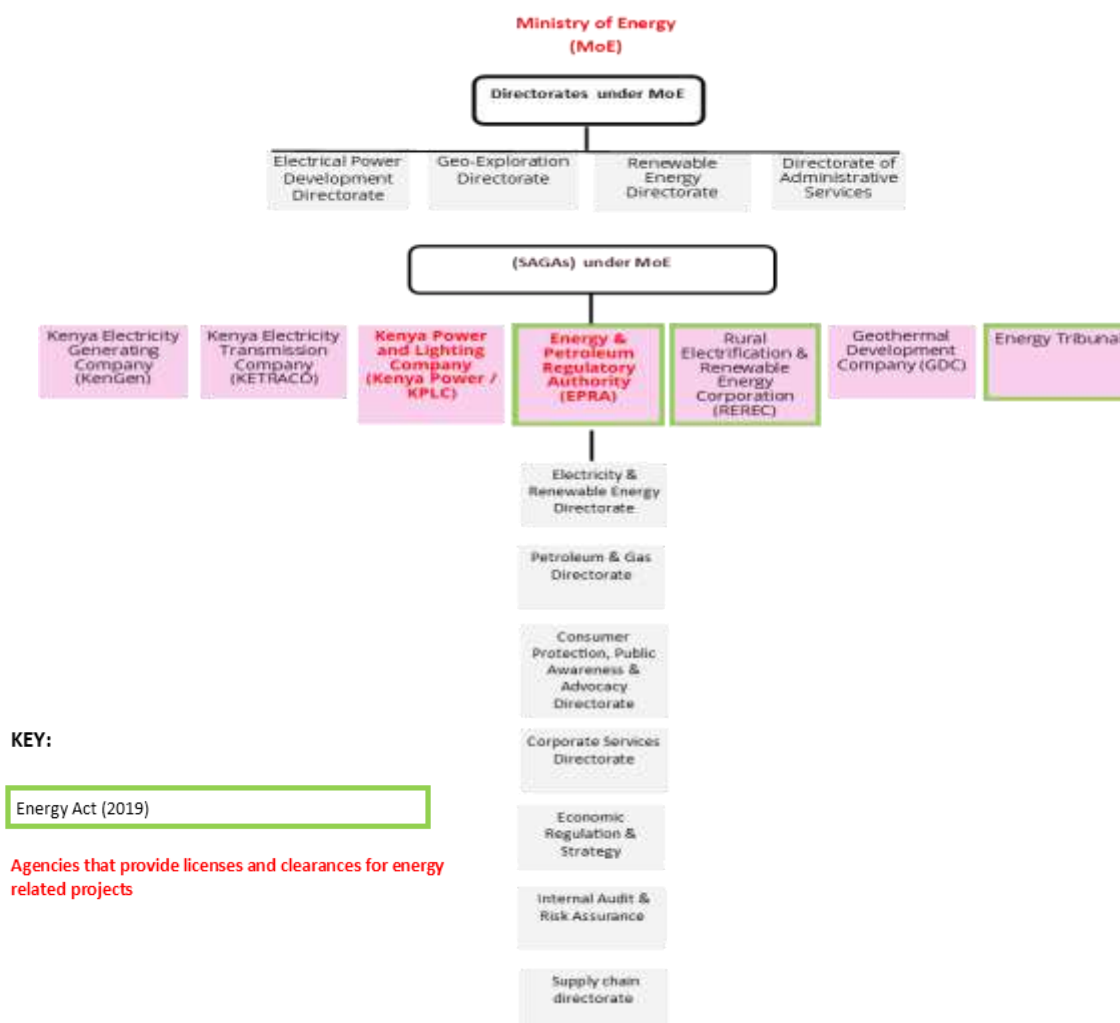 Ministry of Energy
(MoE)
Directorates under MoE
Electrical Power
Development
Directorate
Geo-Exploration
Directorate
Renewable
Energy
Directorate
Directorate of
Administrative
Services
(SAGAs) under MoE
Kenya Electricity
Generating
Company
(KenGen)
Kenya Electricity
Transmission
Company
(KETRACO)
Kenya Power
and Lighting
Company
(Kenya Power /
KPLC)
Energy &
Petroleum
Regulatory
Authority
(EPRA)
Rural
Electrification &
Renewable
Energy
Corporation
(REREC)
Geothermal
Development
Company (GDC)
Energy Tribunal
Electricity &
Renewable Energy
Directorate
Petroleum & Gas
Directorate
Consumer
Protection, Public
Awareness &
Advocacy
Directorate
Corporate Services
Directorate
Economic
Regulation &
Strategy
Internal Audit &
Risk Assurance
Supply chain
directorate
KEY:
Energy Act (2019)
Agencies that provide licenses and clearances for energy
related projects